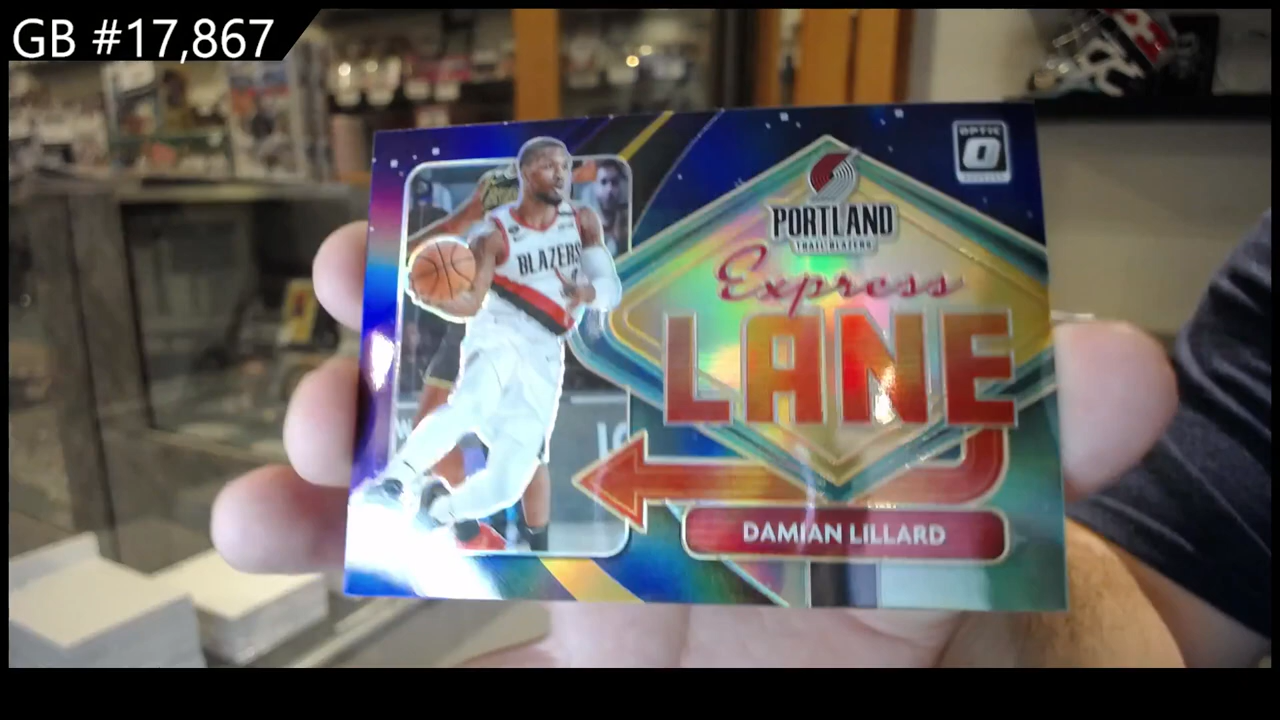 GB #17,867
OPTIC
PORTLAND
TRAIL BLAZERS
Express
LANE
BLAZERS
DAMIAN LILLARD